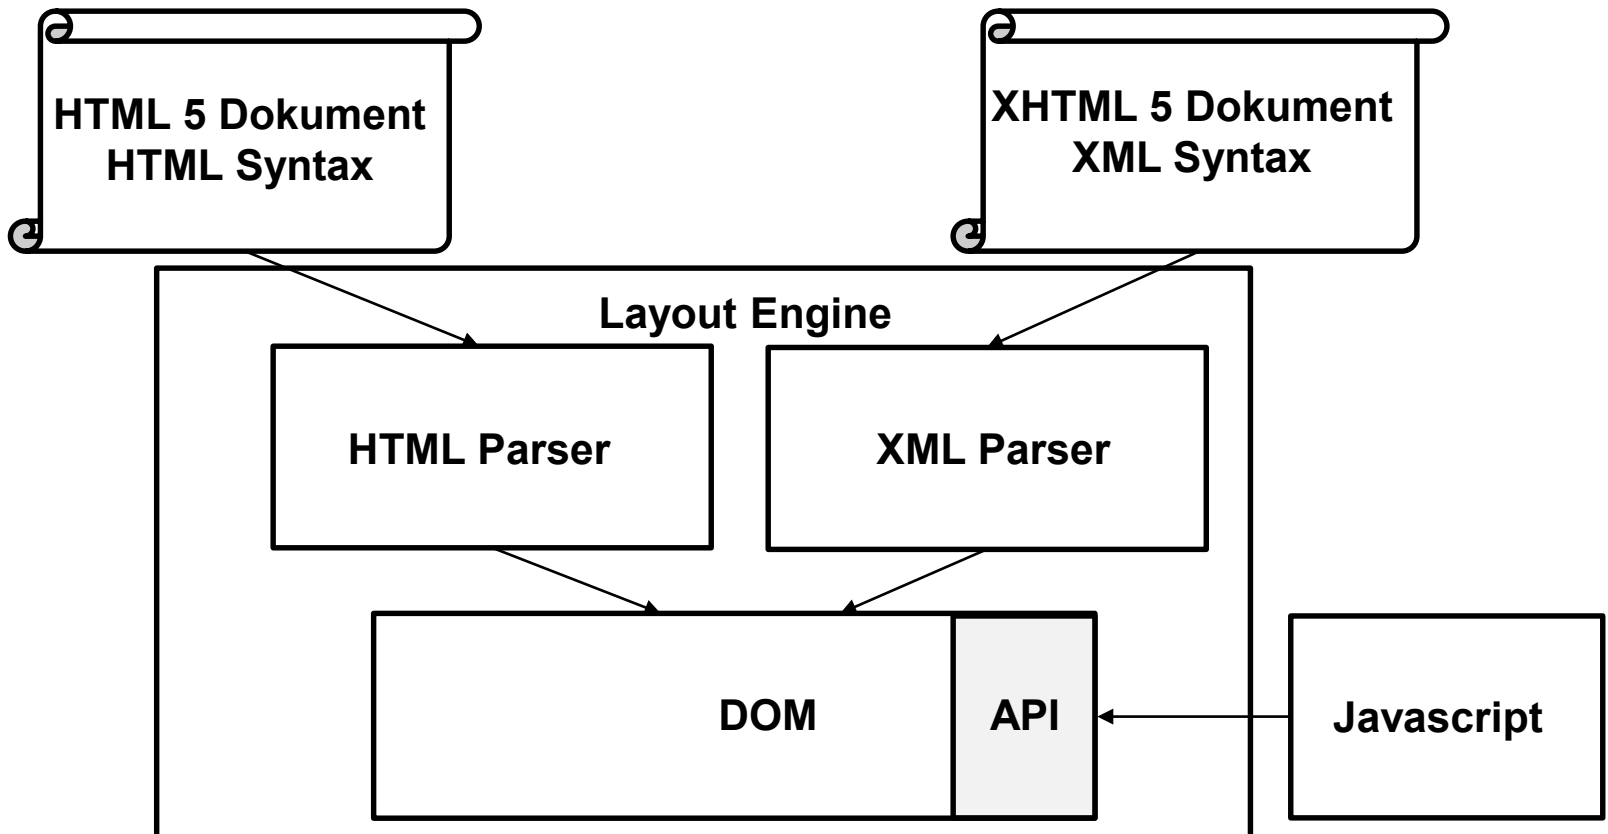 HTML 5 Dokument
HTML Syntax
XHTML 5 Dokument
XML Syntax
Layout Engine
HTML Parser
XML Parser
DOM
API
Javascript